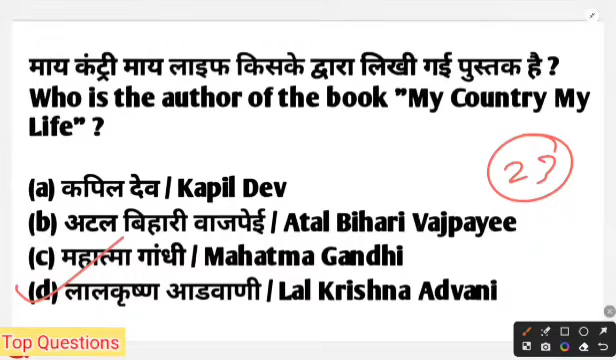 माय कंट्री माय लाइफ किसके द्वारा लिखी गई पुस्तक है ?
Who is the author of the book "My Country My
Life" ?
23
(a) कपिल देव / Kapil Dev
(b) अटल बिहारी वाजपेई / Atal Bihari Vajpayee
(c) महात्मा गांधी / Mahatma Gandhi
(d) लालकृष्ण आडवाणी / Lal Krishna Advani
Top Questions